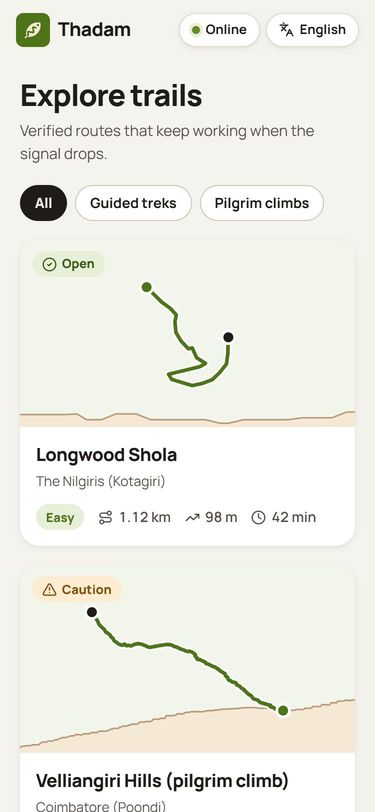 Thadam
Online
English
Explore trails
Verified routes that keep working when the
signal drops.
All
Guided treks
Pilgrim climbs
Open
Longwood Shola
The Nilgiris (Kotagiri)
Easy
1.12 km
98 m
42 min
Caution
Velliangiri Hills (pilgrim climb)
Coimbatore (Poondi)